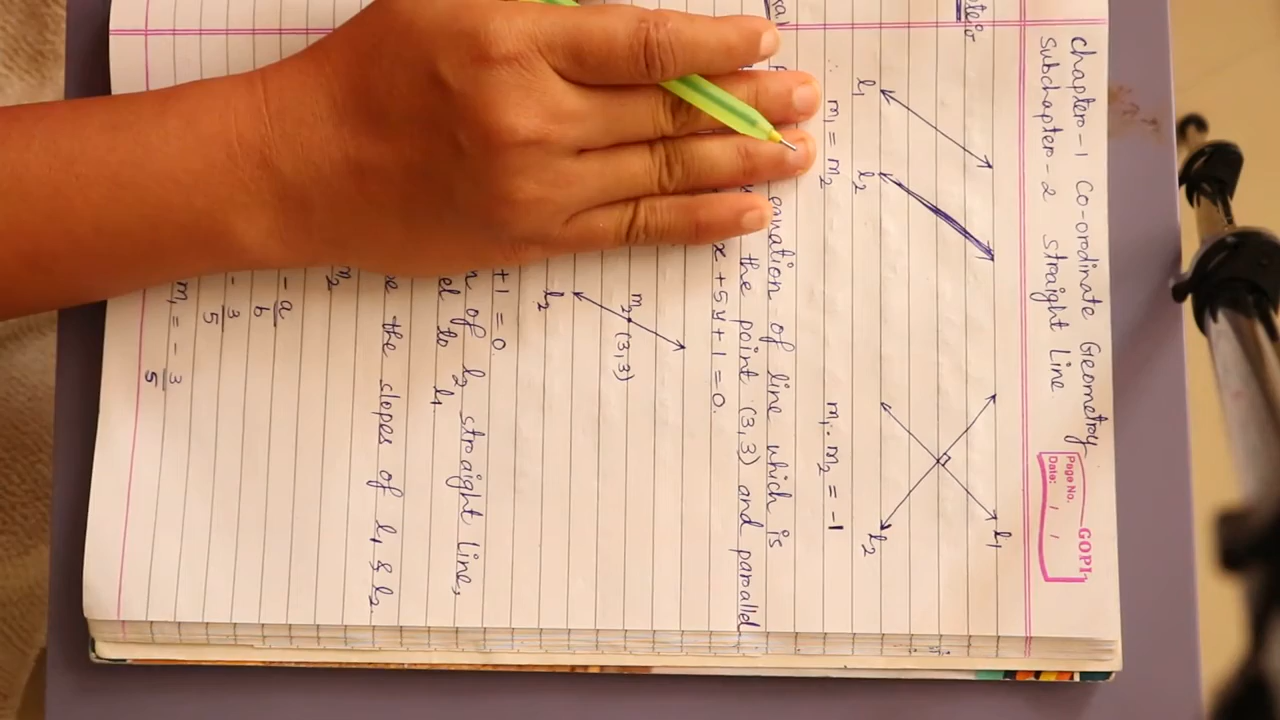 Chapter-1 Co-ordinate Geometry
Subchapter-2 Straight Line.
GOPI
Page No.
Date: / /
l1 l2 l1 l2
∴ m1 = m2 m1. m2 = -1
equation of line which is
the point (3,3) and parallel
x + 5y + 1 = 0.
m2 (3,3)
l2
+1 = 0
of l2 straight line,
to l1.
the slopes of l1 & l2.
- a/b
- 3/5
m1 = - 3/5